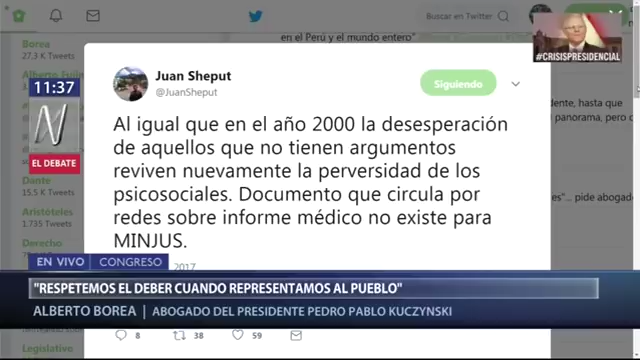 Buscar en Twitter
en el Perú y el mundo entero"
#CRISISPRESIDENCIAL
Borea
27,3 K Tweets
Alberto
11:37
N
EL DEBATE
Dante
15.5 K Tweets
Aristóteles
1.735 Tweets
Derecho
Legislative
Juan Sheput
@JuanSheput
Siguiendo
Al igual que en el año 2000 la desesperación
de aquellos que no tienen argumentos
reviven nuevamente la perversidad de los
psicosociales. Documento que circula por
redes sobre informe médico no existe para
MINJUS.
2017
dente, hasta que
panorama, pero
es"... pide abogado
EN VIVO
CONGRESO
"RESPETEMOS EL DEBER CUANDO REPRESENTAMOS AL PUEBLO"
ALBERTO BOREA | ABOGADO DEL PRESIDENTE PEDRO PABLO KUCZYNSKI
8
38
59